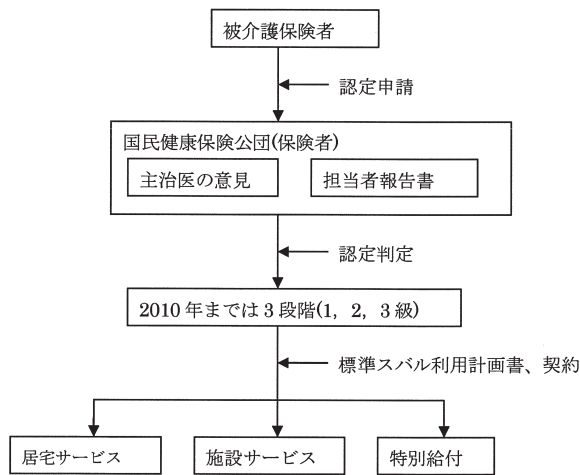 被介護保険者
認定申請
国民健康保険公団(保険者)
主治医の意見
担当者報告書
認定判定
2010年までは3段階(1，2，3級)
標準スバル利用計画書、契約
居宅サービス
施設サービス
特別給付